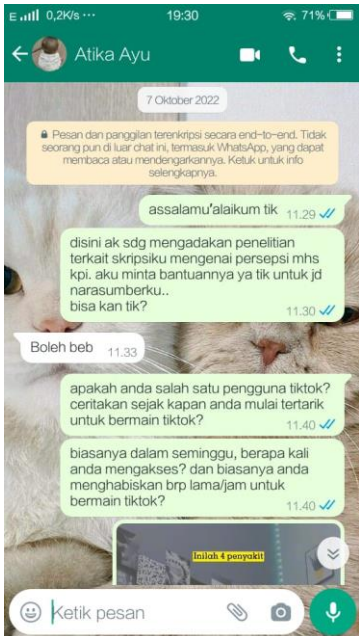 E 0,2K/s ... 19:30 71%
Atika Ayu
7 Oktober 2022
Pesan dan panggilan terenkripsi secara end-to-end. Tidak
seorang pun di luar chat ini, termasuk WhatsApp, yang dapat
membaca atau mendengarkannya. Ketuk untuk info
selengkapnya.
assalamu'alaikum tik 11.29
disini ak sdg mengadakan penelitian
terkait skripsiku mengenai persepsi mhs
kpi. aku minta bantuannya ya tik untuk jd
narasumberku..
bisa kan tik?
11.30
Boleh beb 11.33
apakah anda salah satu pengguna tiktok?
ceritakan sejak kapan anda mulai tertarik
untuk bermain tiktok?
11.40
biasanya dalam seminggu, berapa kali
anda mengakses? dan biasanya anda
menghabiskan brp lama/jam untuk
bermain tiktok?
11.40
Inilah 4 penyakit
Ketik pesan